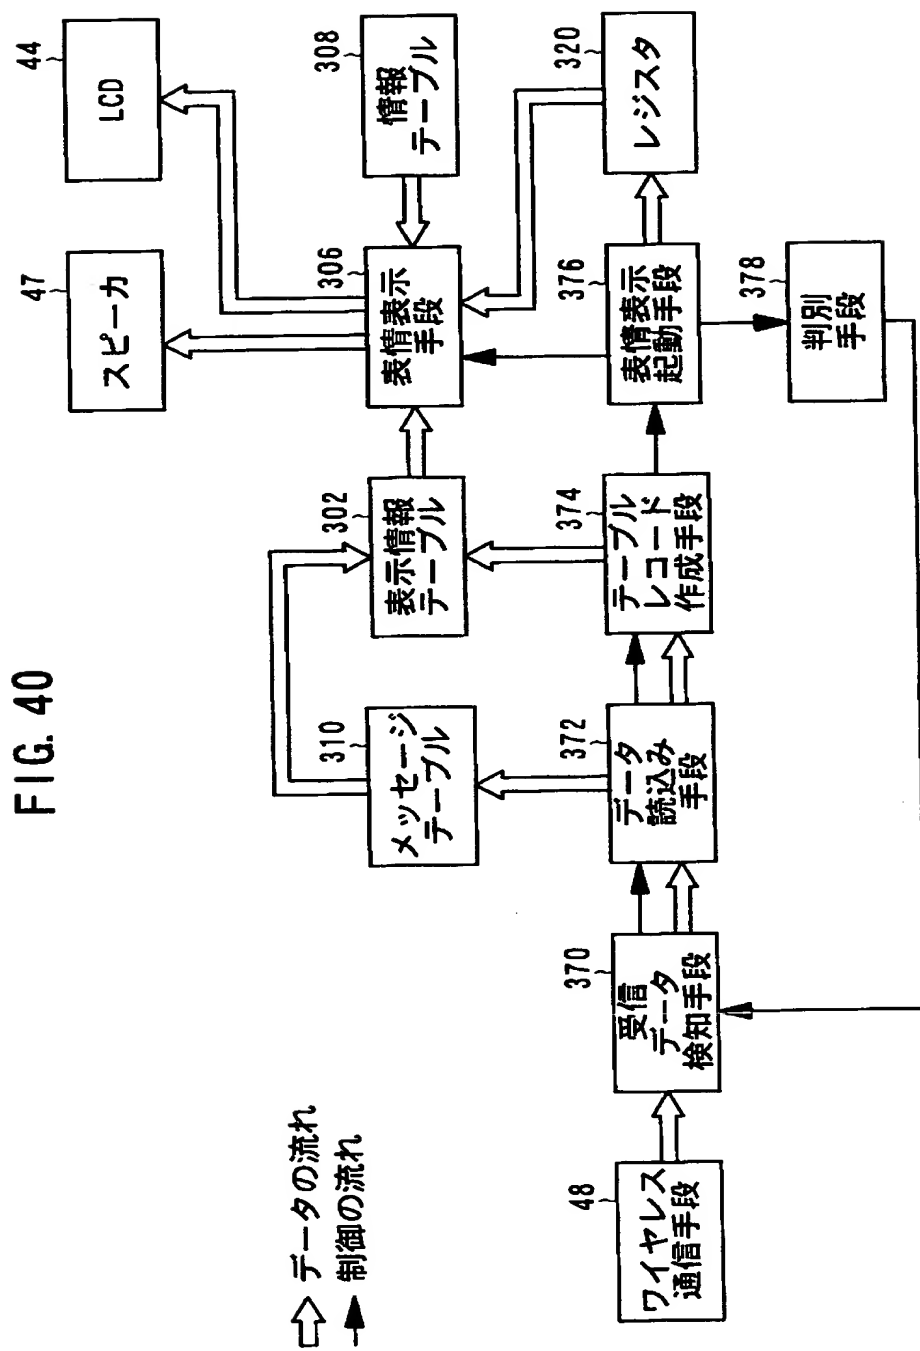 FIG. 40
データの流れ
制御の流れ
47
スピーカ
44
LCD
310
メッセージ
テーブル
302
表示情報
テーブル
306
表情表示
手段
308
情報
テーブル
48
ワイヤレス
通信手段
370
受信
データ
検知手段
372
データ
読込み
手段
374
テーブル
レコード
作成手段
376
表情表示
起動手段
320
レジスタ
378
判別
手段